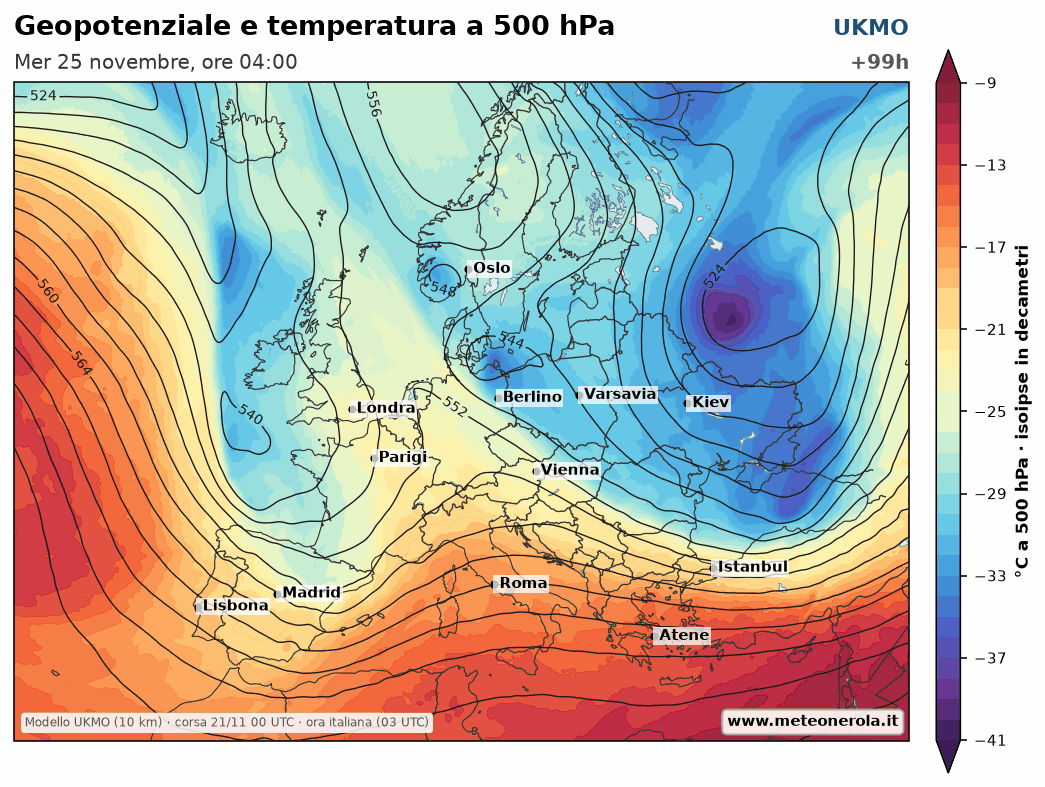 Geopotenziale e temperatura a 500 hPa
UKMO
Mer 25 novembre, ore 04:00
+99h
524
556
560
564
540
548
544
552
524
Oslo
Londra
Berlino
Varsavia
Kiev
Parigi
Vienna
Lisbona
Madrid
Roma
Istanbul
Atene
−9
−13
−17
−21
−25
−29
−33
−37
−41
°C a 500 hPa · isoipse in decametri
Modello UKMO (10 km) · corsa 21/11 00 UTC · ora italiana (03 UTC)
www.meteonerola.it